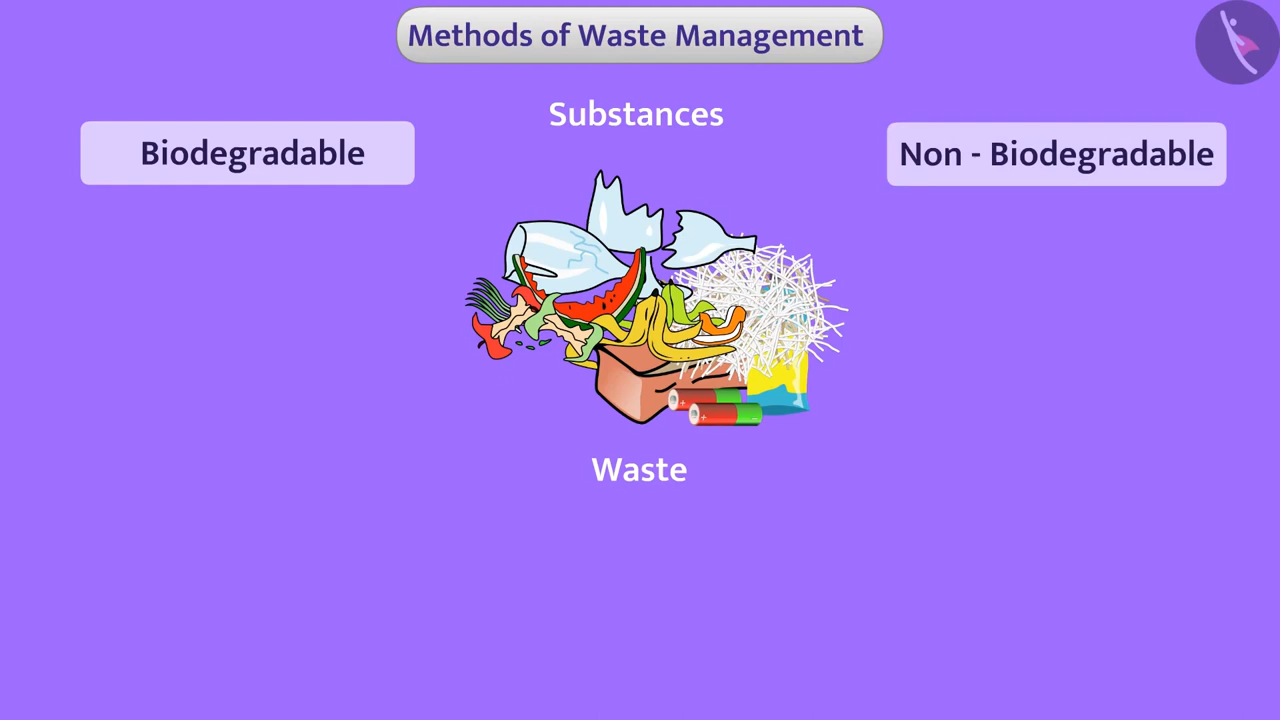 Methods of Waste Management
Substances
Biodegradable
Non - Biodegradable
Waste